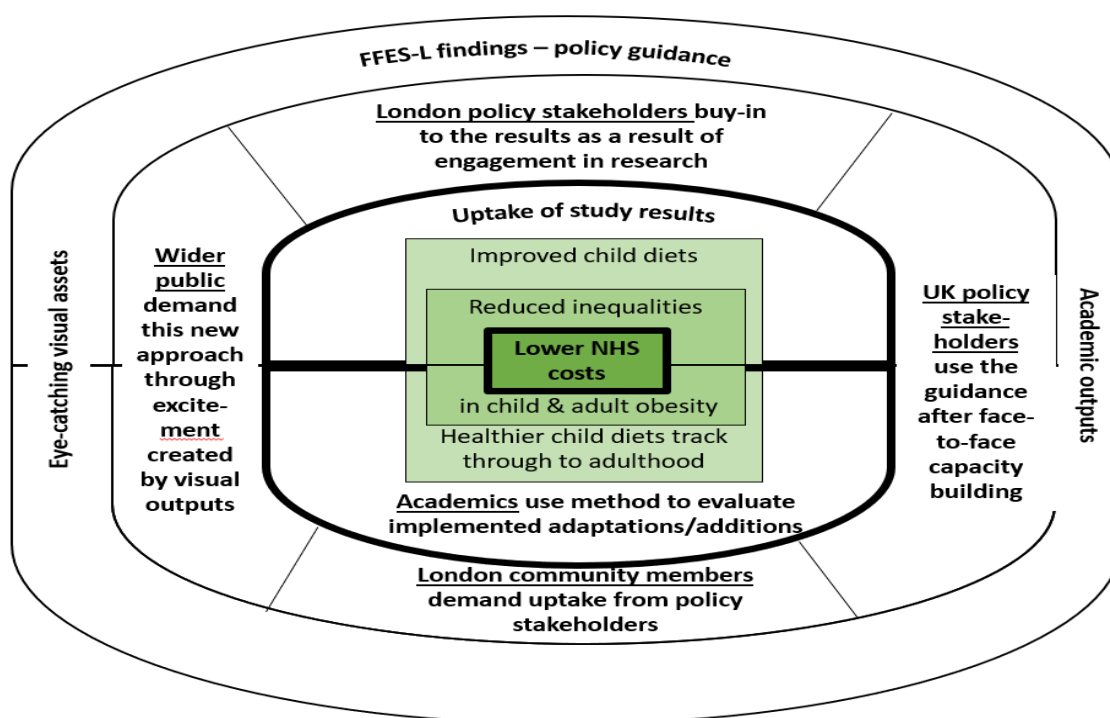 FFES-L findings – policy guidance
London policy stakeholders buy-in
to the results as a result of
engagement in research
Uptake of study results
Eye-catching visual assets
Wider
public
demand
this new
approach
through
excite-
ment
created
by visual
outputs
Improved child diets
Reduced inequalities
Lower NHS
costs
in child & adult obesity
Healthier child diets track
through to adulthood
Academics use method to evaluate
implemented adaptations/additions
UK policy
stake-
holders
use the
guidance
after face-
to-face
capacity
building
Academic outputs
London community members
demand uptake from policy
stakeholders